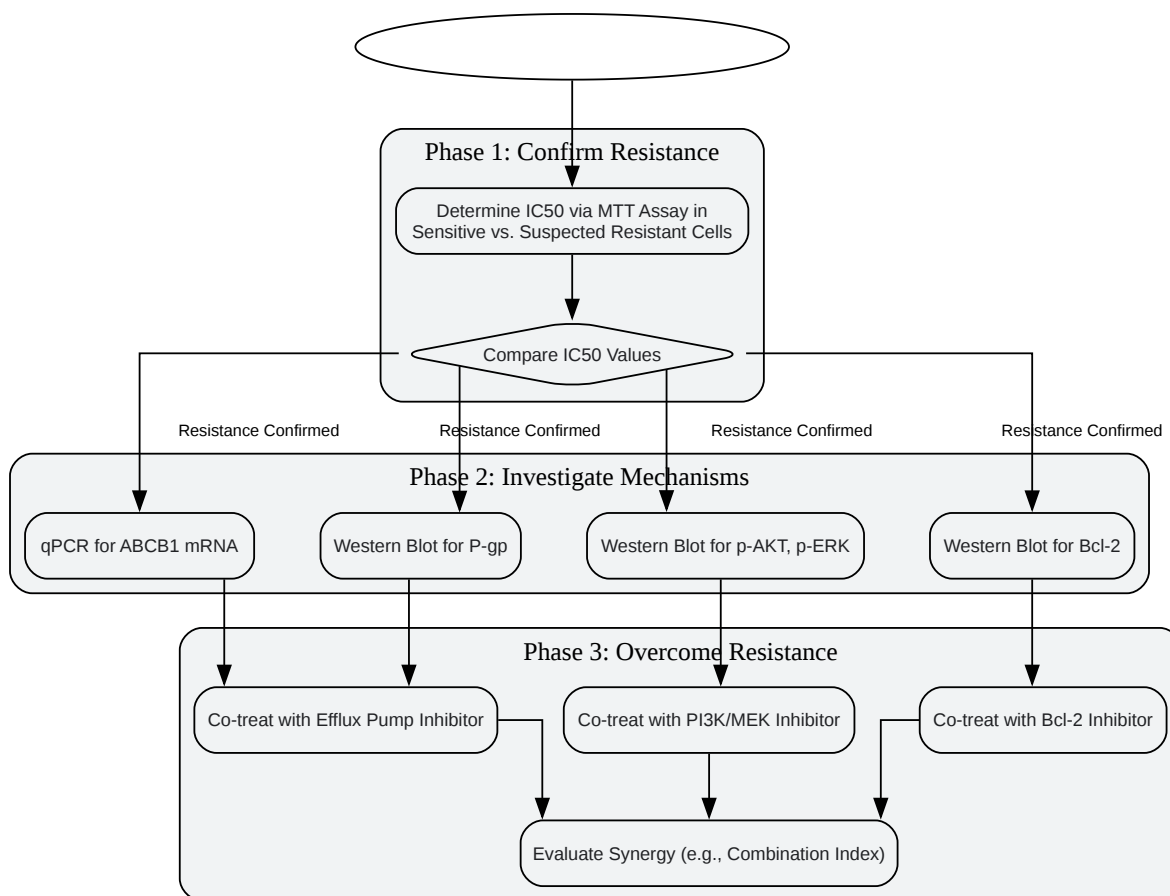 Phase 1: Confirm Resistance
Determine IC50 via MTT Assay in
Sensitive vs. Suspected Resistant Cells
Compare IC50 Values
Resistance Confirmed
Resistance Confirmed
Resistance Confirmed
Resistance Confirmed
Phase 2: Investigate Mechanisms
qPCR for ABCB1 mRNA
Western Blot for P-gp
Western Blot for p-AKT, p-ERK
Western Blot for Bcl-2
Phase 3: Overcome Resistance
Co-treat with Efflux Pump Inhibitor
Co-treat with PI3K/MEK Inhibitor
Co-treat with Bcl-2 Inhibitor
Evaluate Synergy (e.g., Combination Index)